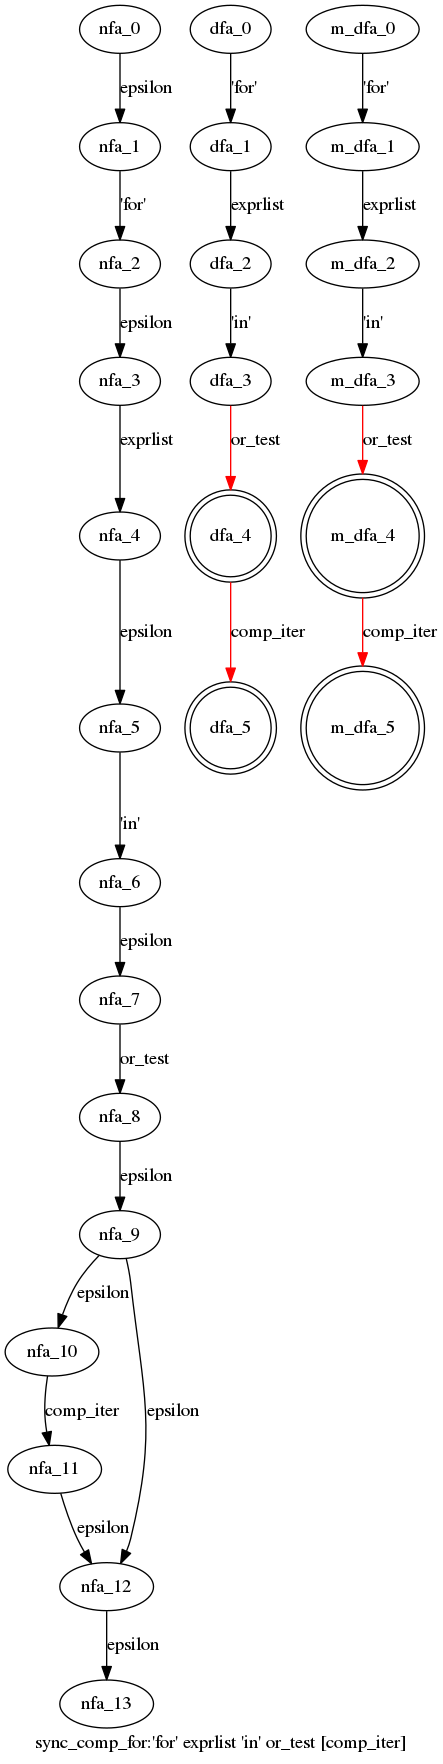 nfa_0
epsilon
nfa_1
'for'
nfa_2
epsilon
nfa_3
exprlist
nfa_4
epsilon
nfa_5
'in'
nfa_6
epsilon
nfa_7
or_test
nfa_8
epsilon
nfa_9
epsilon
epsilon
nfa_10
comp_iter
nfa_11
epsilon
nfa_12
epsilon
nfa_13
dfa_0
'for'
dfa_1
exprlist
dfa_2
'in'
dfa_3
or_test
dfa_4
comp_iter
dfa_5
m_dfa_0
'for'
m_dfa_1
exprlist
m_dfa_2
'in'
m_dfa_3
or_test
m_dfa_4
comp_iter
m_dfa_5
sync_comp_for:'for' exprlist 'in' or_test [comp_iter]